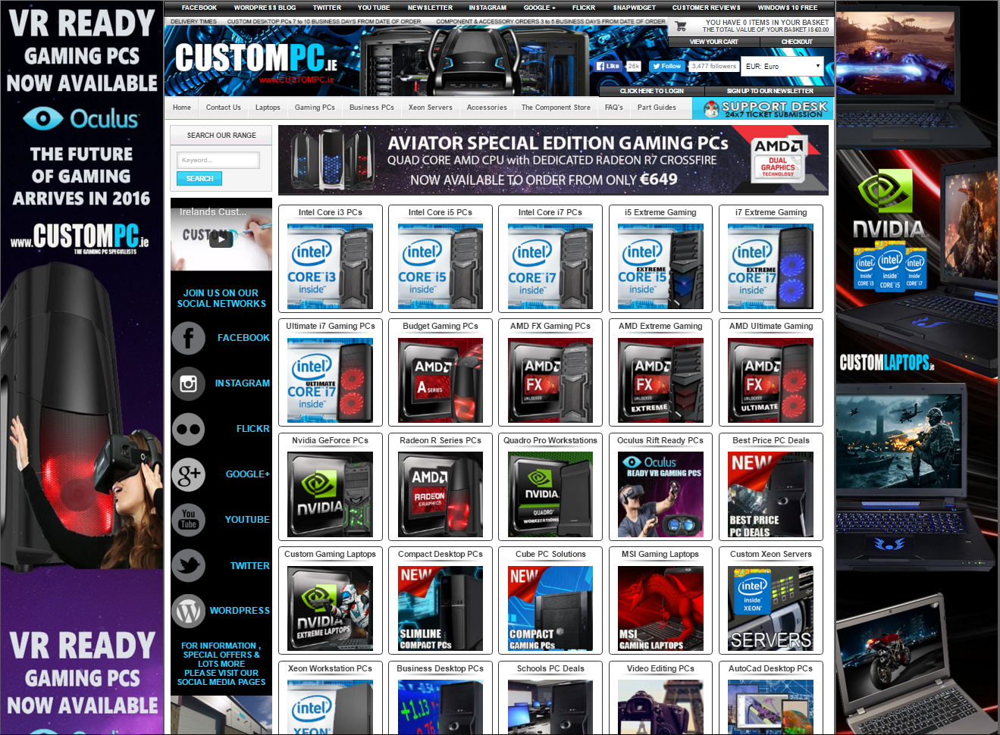 VR READY
GAMING PCS
NOW AVAILABLE
Oculus
THE FUTURE
OF GAMING
ARRIVES IN 2016
www.CUSTOMPC.ie
THE GAMING PC SPECIALISTS
VR READY
GAMING PCS
NOW AVAILABLE
FACEBOOK WORDPRESS BLOG TWITTER YOU TUBE NEWSLETTER INSTAGRAM GOOGLE + FLICKR SNAPWIDGET CUSTOMER REVIEWS WINDOWS 10 FREE
DELIVERY TIMES CUSTOM DESKTOP PCs 7 to 10 BUSINESS DAYS FROM DATE OF ORDER COMPONENT & ACCESSORY ORDERS 3 to 5 BUSINESS DAYS FROM DATE OF ORDER
YOU HAVE 0 ITEMS IN YOUR BASKET
THE TOTAL VALUE OF YOUR BASKET IS £0.00
VIEW YOUR CART CHECKOUT
CUSTOMPC.IE
www.CUSTOMPC.ie
Like 26k Follow 3,477 followers EUR: Euro
CLICK HERE TO LOGIN SIGN UP TO OUR NEWSLETTER
Home Contact Us Laptops Gaming PCs Business PCs Xeon Servers Accessories The Component Store FAQ's Part Guides
SUPPORT DESK
24x7 TICKET SUBMISSION
SEARCH OUR RANGE
Keyword...
SEARCH
AVIATOR SPECIAL EDITION GAMING PCs
QUAD CORE AMD CPU with DEDICATED RADEON R7 CROSSFIRE
NOW AVAILABLE TO ORDER FROM ONLY €649
AMD
DUAL
GRAPHICS
TECHNOLOGY
Irelands Cust...
CUSTOM
JOIN US ON OUR
SOCIAL NETWORKS
FACEBOOK
INSTAGRAM
FLICKR
g+ GOOGLE+
You
Tube
YOUTUBE
TWITTER
WORDPRESS
FOR INFORMATION ,
SPECIAL OFFERS &
LOTS MORE
PLEASE VISIT OUR
SOCIAL MEDIA PAGES
Intel Core i3 PCs Intel Core i5 PCs Intel Core i7 PCs i5 Extreme Gaming i7 Extreme Gaming
intel CORE i3 inside™
intel CORE i5 inside™
intel CORE i7 inside™
intel EXTREME CORE i5 inside™
intel EXTREME CORE i7 inside™
Ultimate i7 Gaming PCs Budget Gaming PCs AMD FX Gaming PCs AMD Extreme Gaming AMD Ultimate Gaming
intel ULTIMATE CORE i7 inside™
AMD A SERIES
AMD FX UNLOCKED
AMD FX UNLOCKED EXTREME
AMD FX UNLOCKED ULTIMATE
Nvidia GeForce PCs Radeon R Series PCs Quadro Pro Workstations Oculus Rift Ready PCs Best Price PC Deals
NVIDIA
AMD RADEON GRAPHICS
NVIDIA. QUADRO WORKSTATIONS
Oculus READY VR GAMING PCS
NEW BEST PRICE PC DEALS
Custom Gaming Laptops Compact Desktop PCs Cube PC Solutions MSI Gaming Laptops Custom Xeon Servers
NVIDIA EXTREME LAPTOPS
NEW SLIMLINE COMPACT PCs
NEW COMPACT GAMING PCs
MSI GAMING LAPTOPS
intel inside™ XEON SERVERS
Xeon Workstation PCs Business Desktop PCs Schools PC Deals Video Editing PCs AutoCad Desktop PCs
intel inside™ XEON
+1.13
0.76
NVIDIA.
intel inside CORE i3
intel inside CORE i5
intel inside CORE i7
CUSTOMLAPTOPS.ie